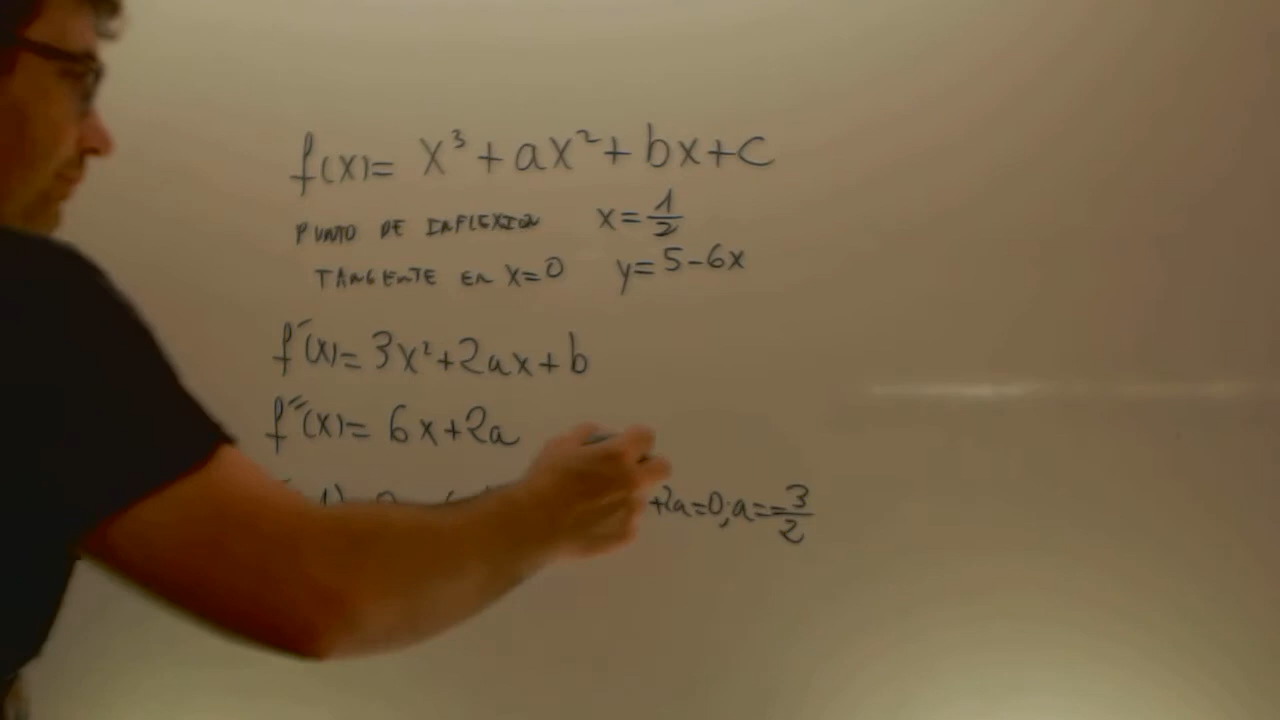 f(x)= x³+ax²+bx+c
PUNTO DE INFLEXION x=1/2
TANGENTE EN x=0 y=5-6x
f'(x)= 3x²+2ax+b
f''(x)= 6x+2a
+2a=0; a=-3/2